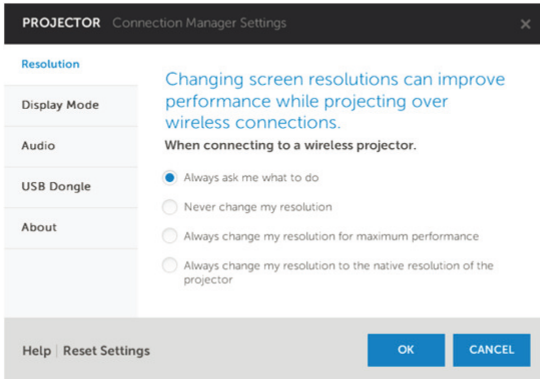 PROJECTOR Connection Manager Settings ×
Resolution
Display Mode
Audio
USB Dongle
About
Changing screen resolutions can improve
performance while projecting over
wireless connections.
When connecting to a wireless projector.
Always ask me what to do
Never change my resolution
Always change my resolution for maximum performance
Always change my resolution to the native resolution of the
projector
Help | Reset Settings
OK
CANCEL